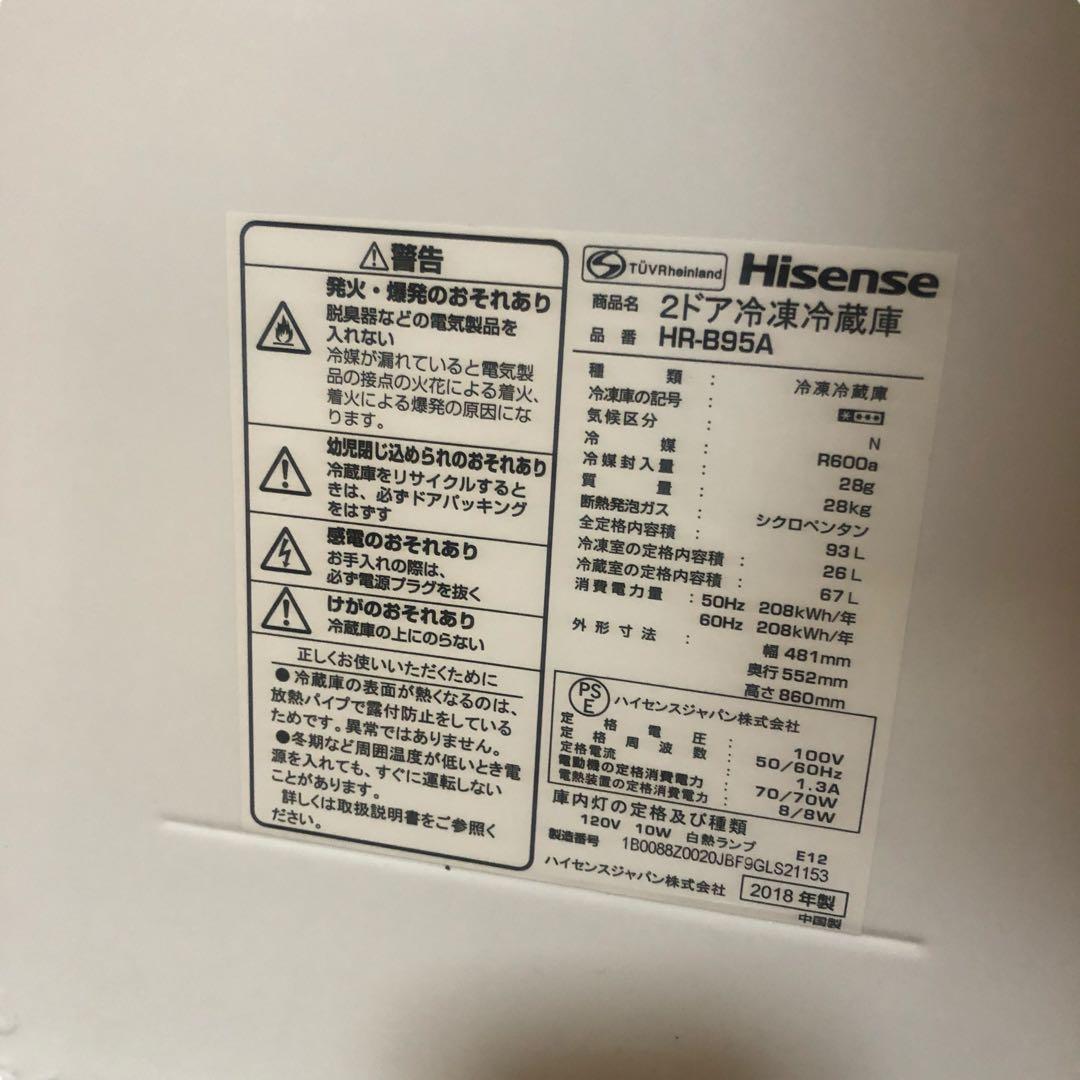 警告
発火・爆発のおそれあり
脱臭器などの電気製品を
入れない
冷媒が漏れていると電気製
品の接点の火花による着火、
着火による爆発の原因にな
ります。
幼児閉じ込められのおそれあり
冷蔵庫をリサイクルすると
きは、必ずドアパッキング
をはずす
感電のおそれあり
お手入れの際は、
必ず電源プラグを抜く
けがのおそれあり
冷蔵庫の上にのらない
正しくお使いいただくために
●冷蔵庫の表面が熱くなるのは、
放熱パイプで露付防止をしている
ためです。異常ではありません。
●冬期など周囲温度が低いとき電
源を入れても、すぐに運転しない
ことがあります。
詳しくは取扱説明書をご参照く
ださい。
TÜVRheinland Hisense
商品名 2ドア冷凍冷蔵庫
品番 HR-B95A
種類 : 冷凍冷蔵庫
冷凍庫の記号 :
気候区分 : N
冷媒 : R600a
冷媒封入量 : 28g
質量 : 28kg
断熱発泡ガス : シクロペンタン
全定格内容積 : 93L
冷凍室の定格内容積 : 26L
冷蔵室の定格内容積 : 67L
消費電力量 : 50Hz 208kWh/年
60Hz 208kWh/年
外形寸法 : 幅 481mm
奥行 552mm
高さ 860mm
PSE ハイセンスジャパン株式会社
定格電圧 : 100V
定格周波数 : 50/60Hz
定格電流 : 1.3A
電動機の定格消費電力 : 70/70W
電熱装置の定格消費電力 : 8/8W
庫内灯の定格及び種類
120V 10W 白熱ランプ E12
製造番号 1B0088Z0020JBF9GLS21153
ハイセンスジャパン株式会社 2018年製
中国製